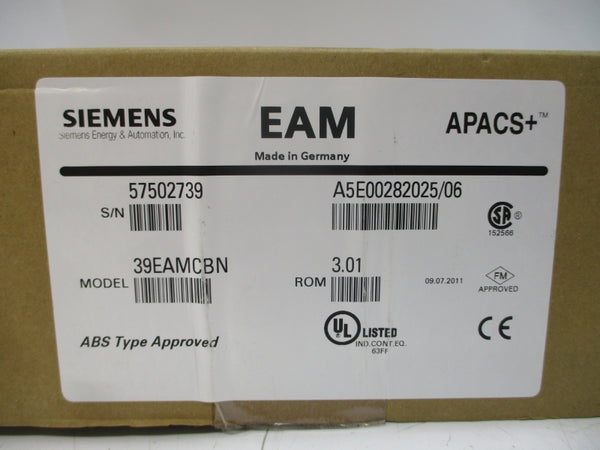 SIEMENS
Siemens Energy & Automation, Inc.
EAM
Made in Germany
APACS+™
S/N 57502739
A5E00282025/06
SA ®
152566
MODEL 39EAMCBN
ROM 3.01
09.07.2011
FM
APPROVED
ABS Type Approved
UL LISTED
IND.CONT.EQ.
63FF
CE